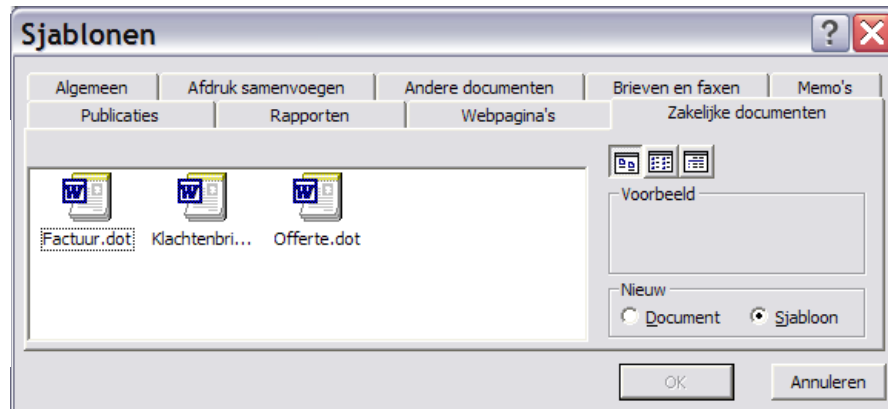 Sjablonen
Algemeen Afdruk samenvoegen Andere documenten Brieven en faxen Memo's
Publicaties Rapporten Webpagina's Zakelijke documenten
Voorbeeld
Factuur.dot Klachtenbri... Offerte.dot
Nieuw
Document Sjabloon
OK Annuleren